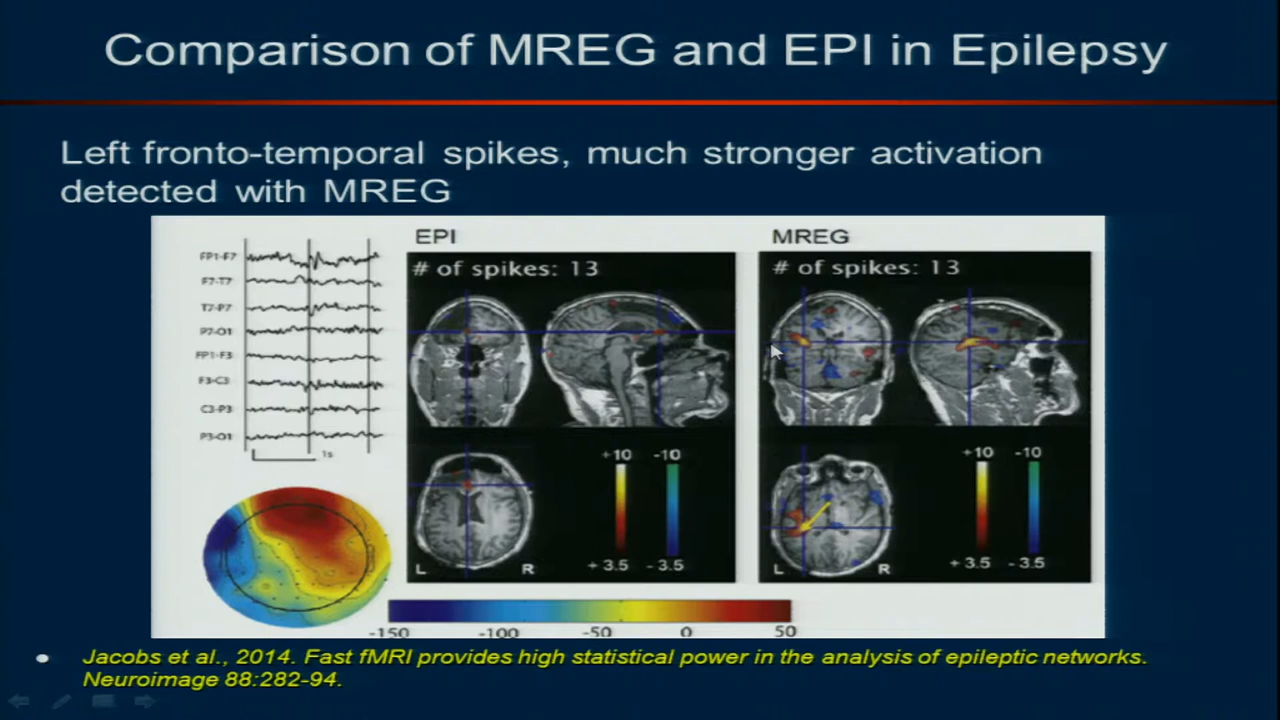 Comparison of MREG and EPI in Epilepsy
Left fronto-temporal spikes, much stronger activation
detected with MREG
FP1-F7
F7-T7
T7-P7
P7-O1
FP1-F3
F3-C3
C3-P3
P3-O1
1s
EPI
# of spikes: 13
+10 -10
+3.5 -3.5
L R
MREG
# of spikes: 13
+10 -10
+3.5 -3.5
L R
-150 -100 -50 0 50
Jacobs et al., 2014. Fast fMRI provides high statistical power in the analysis of epileptic networks.
Neuroimage 88:282-94.